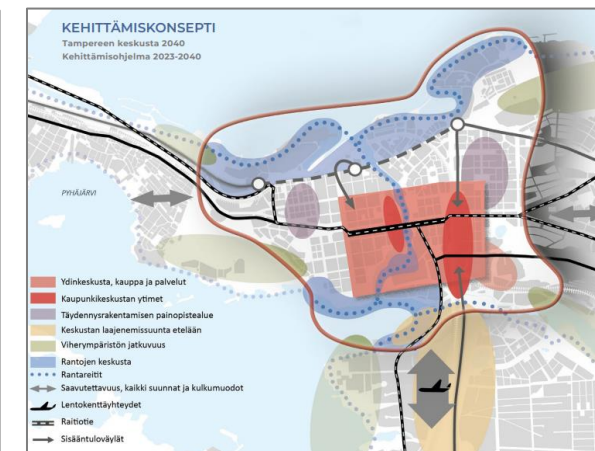 KEHITTÄMISKONSEPTI
Tampereen keskusta 2040
Kehittämisohjelma 2023-2040
PYHÄJÄRVI
Ydinkeskusta, kauppa ja palvelut
Kaupunkikeskustan ytimet
Täydennysrakentamisen painopistealue
Keskustan laajenemissuunta etelään
Viherympäristön jatkuvuus
Rantojen keskusta
Rantareitit
Saavutettavuus, kaikki suunnat ja kulkumuodot
Lentokenttäyhteydet
Raitiotie
Sisääntuloväylät